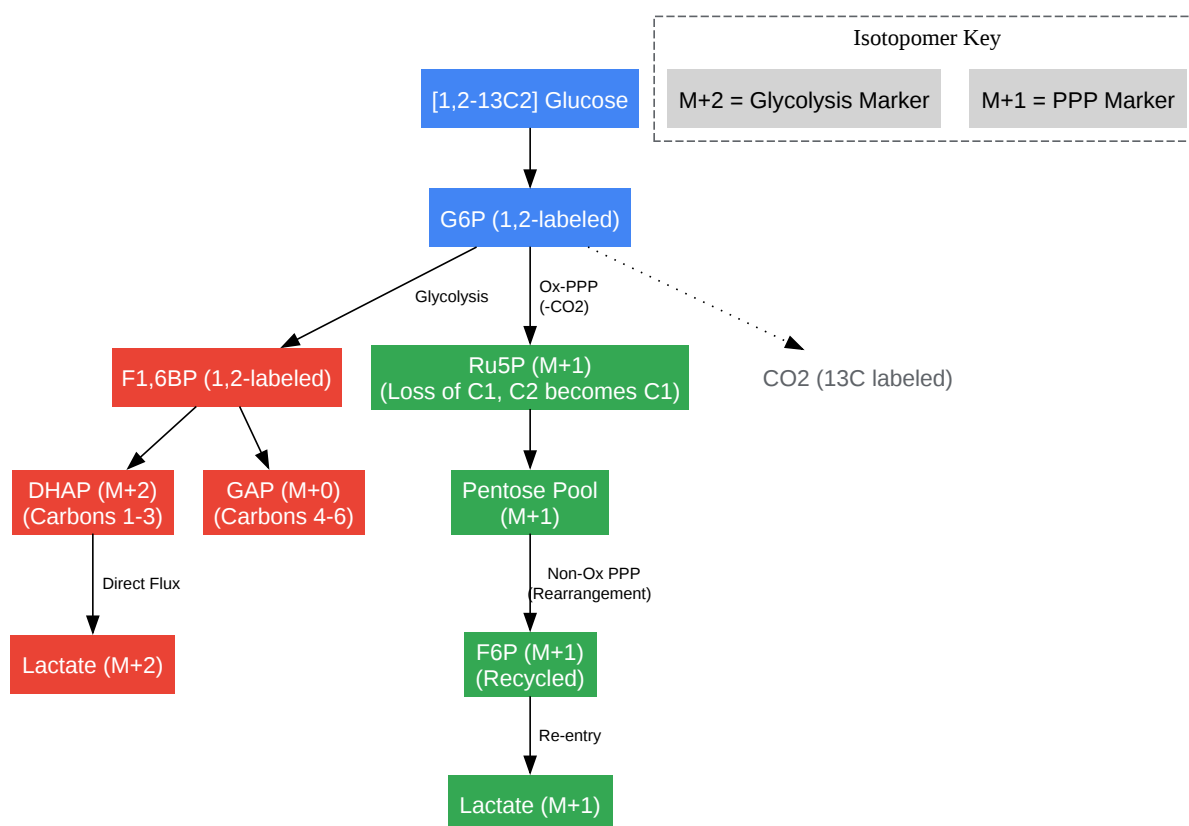 Isotopomer Key
[1,2-13C2] Glucose
M+2 = Glycolysis Marker
M+1 = PPP Marker
G6P (1,2-labeled)
Glycolysis
Ox-PPP
(-CO2)
F1,6BP (1,2-labeled)
Ru5P (M+1)
(Loss of C1, C2 becomes C1)
CO2 (13C labeled)
DHAP (M+2)
(Carbons 1-3)
GAP (M+0)
(Carbons 4-6)
Pentose Pool
(M+1)
Direct Flux
Non-Ox PPP
(Rearrangement)
Lactate (M+2)
F6P (M+1)
(Recycled)
Re-entry
Lactate (M+1)